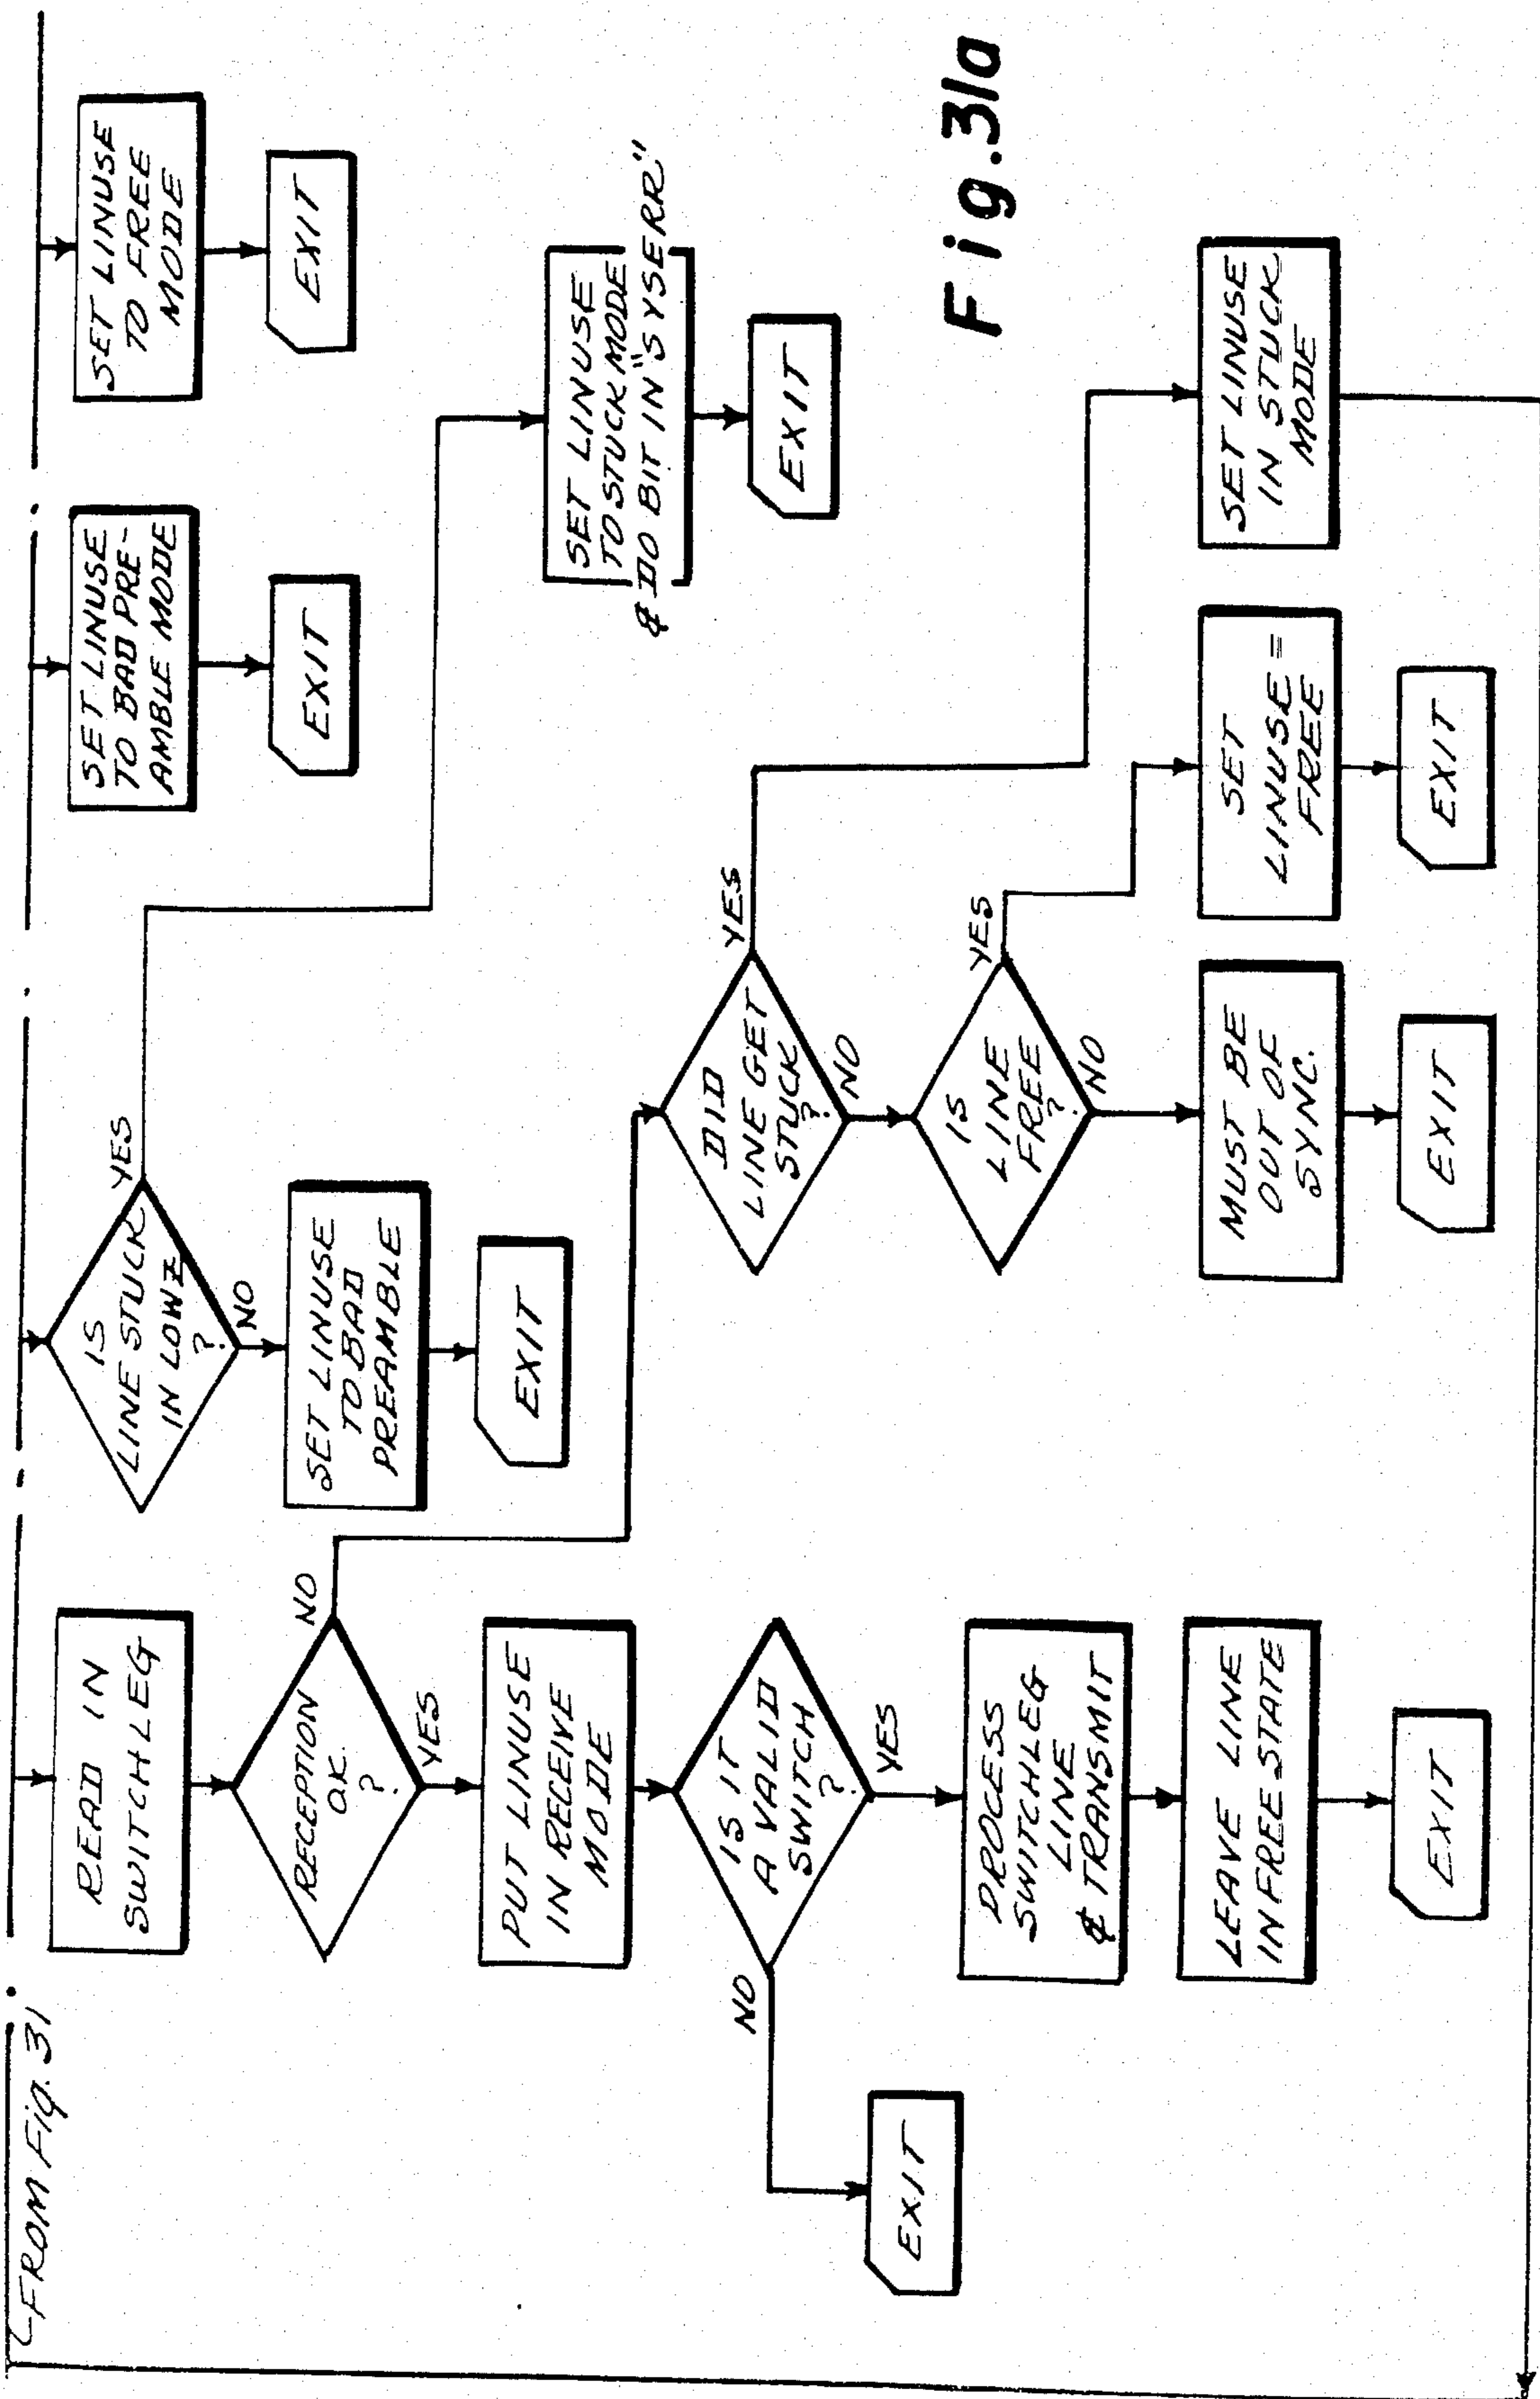 FROM Fig. 31
READ IN
SWITCHLEG
RECEPTION
O.K.
?
NO
YES
PUT LINUSE
IN RECEIVE
MODE
IS IT
A VALID
SWITCH
?
NO
EXIT
YES
PROCESS
SWITCHLEG
LINE
& TRANSMIT
LEAVE LINE
IN FREE STATE
EXIT
IS
LINE STUCK
IN LOW Z
?
YES
NO
SET LINUSE
TO BAD
PREAMBLE
EXIT
SET LINUSE
TO BAD PRE-
AMBLE MODE
EXIT
SET LINUSE
TO FREE
MODE
EXIT
SET LINUSE
TO STUCK MODE
& DO BIT IN "SYSERR"
EXIT
DID
LINE GET
STUCK
?
YES
NO
IS
LINE
FREE
?
YES
NO
MUST BE
OUT OF
SYNC.
EXIT
SET
LINUSE =
FREE
EXIT
SET LINUSE
IN STUCK
MODE
Fig. 31a